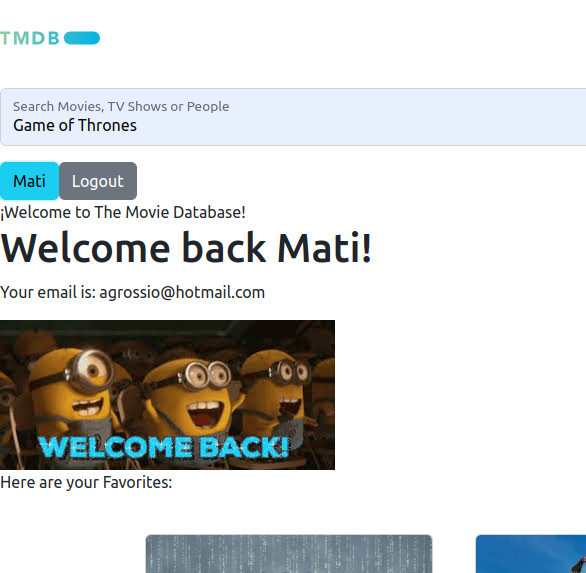 TMDB
Search Movies, TV Shows or People
Game of Thrones
Mati Logout
¡Welcome to The Movie Database!
Welcome back Mati!
Your email is: agrossio@hotmail.com
WELCOME BACK!
Here are your Favorites: